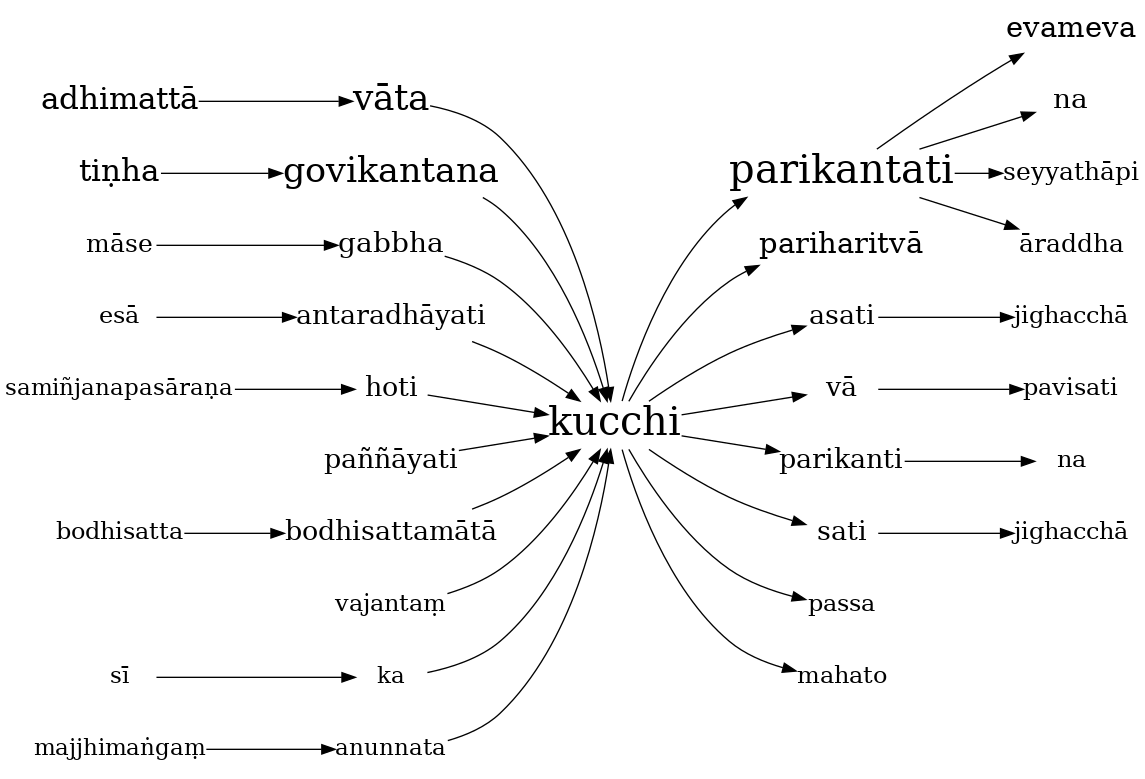 evameva
adhimattā vāta na
tiṇha govikantana parikantati seyyathāpi
māse gabbha pariharitvā āraddha
esā antaradhāyati asati jighacchā
samiñjanapasāraṇa hoti vā pavisati
kucchi
paññāyati parikanti na
bodhisatta bodhisattamātā sati jighacchā
vajantaṃ passa
sī ka mahato
majjhimaṅgaṃ anunnata